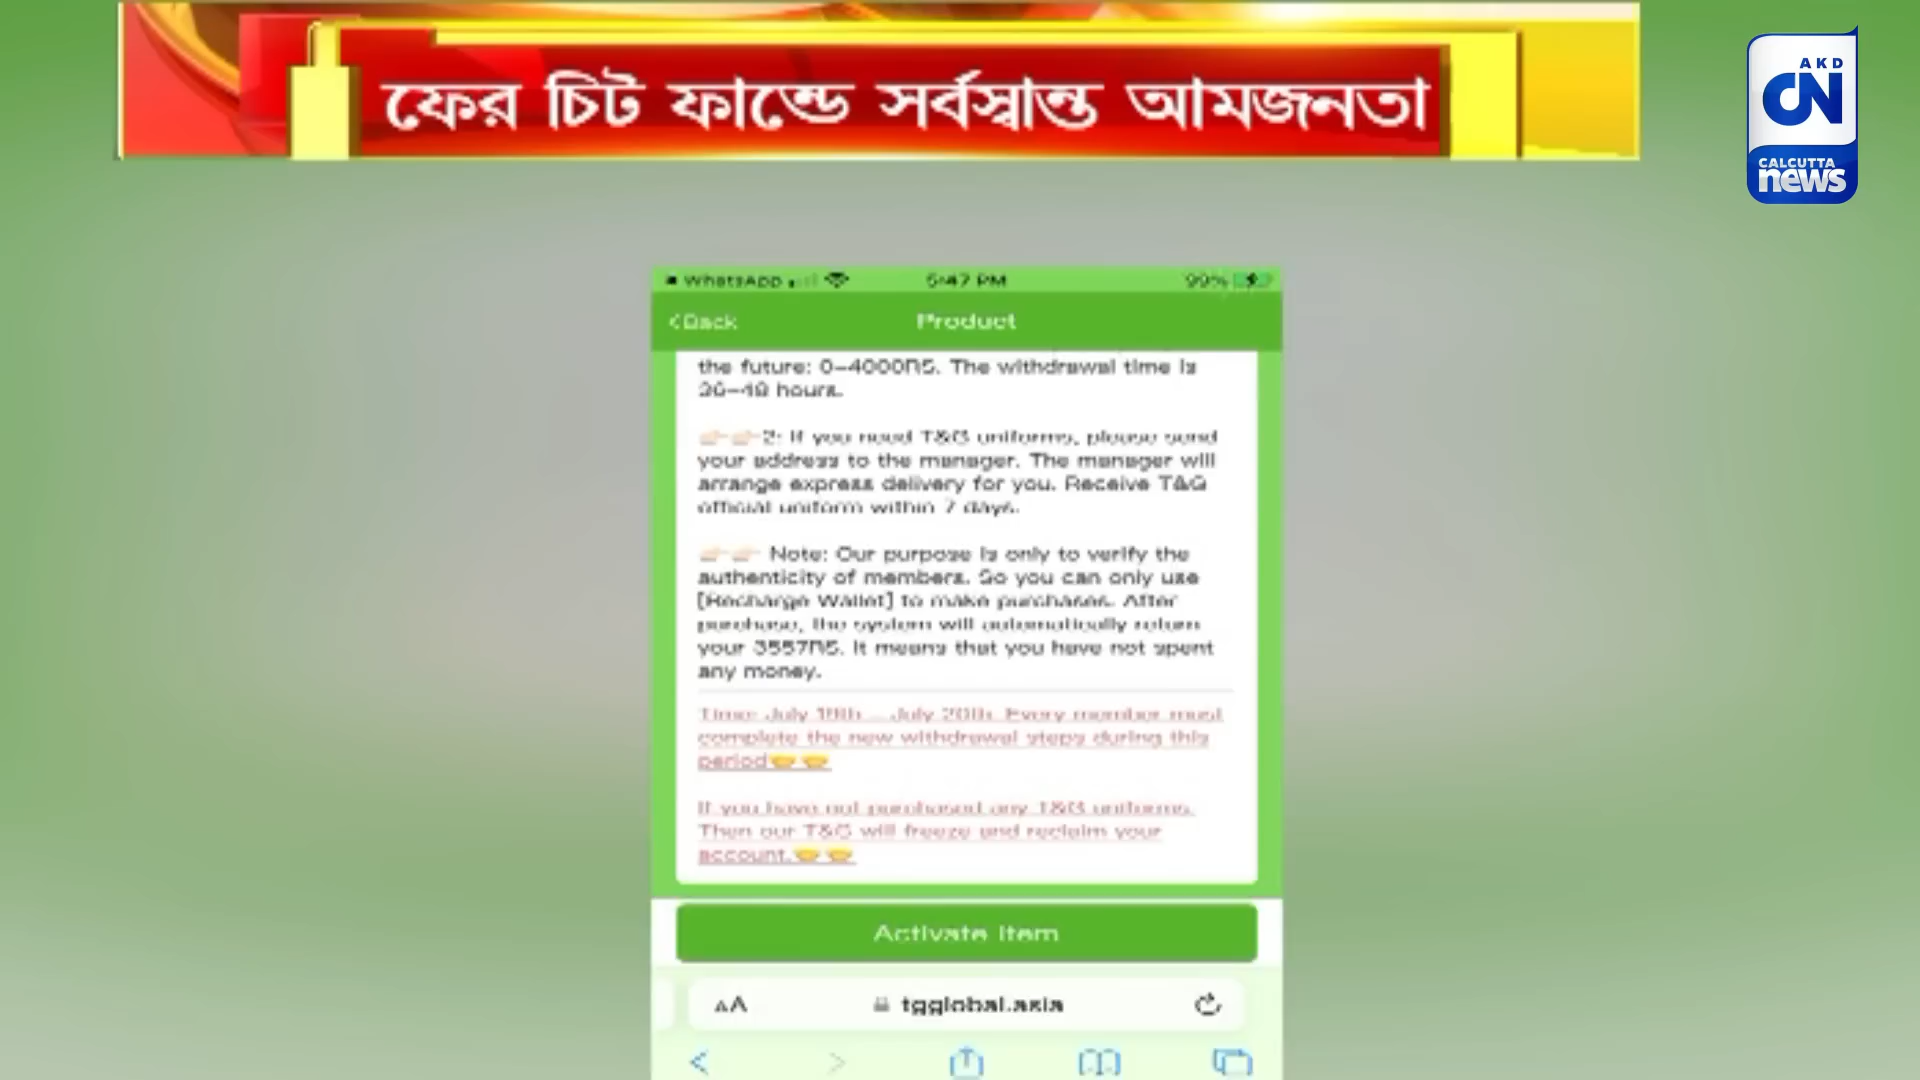 ফের চিট ফান্ডে সর্বস্বান্ত আমজনতা
AKD
CN
CALCUTTA
news
WhatsApp
5:47 PM
99%
<Back
Product
the future: 0-4000RS. The withdrawal time is
36-48 hours.
2: If you need T&G uniforms, please send
your address to the manager. The manager will
arrange express delivery for you. Receive T&G
official uniform within 7 days.
Note: Our purpose is only to verify the
authenticity of members. So you can only use
[Recharge Wallet] to make purchases. After
purchase, the system will automatically return
your 3557RS. It means that you have not spent
any money.
Time: July 19th -- July 20th. Every member must
complete the new withdrawal steps during this
period
If you have not purchased any T&G uniforms.
Then our T&G will freeze and reclaim your
account.
Activate Item
AA
tgglobal.asia